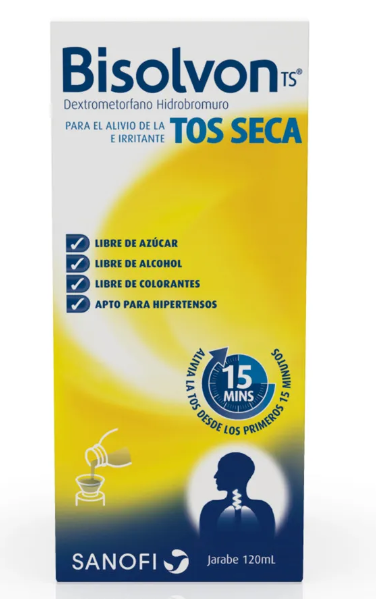 Bisolvon TS®
Dextrometorfano Hidrobromuro
PARA EL ALIVIO DE LA
E IRRITANTE
TOS SECA
LIBRE DE AZÚCAR
LIBRE DE ALCOHOL
LIBRE DE COLORANTES
APTO PARA HIPERTENSOS
15
MINS
ALIVIA LA TOS DESDE LOS PRIMEROS 15 MINUTOS
SANOFI
Jarabe 120mL